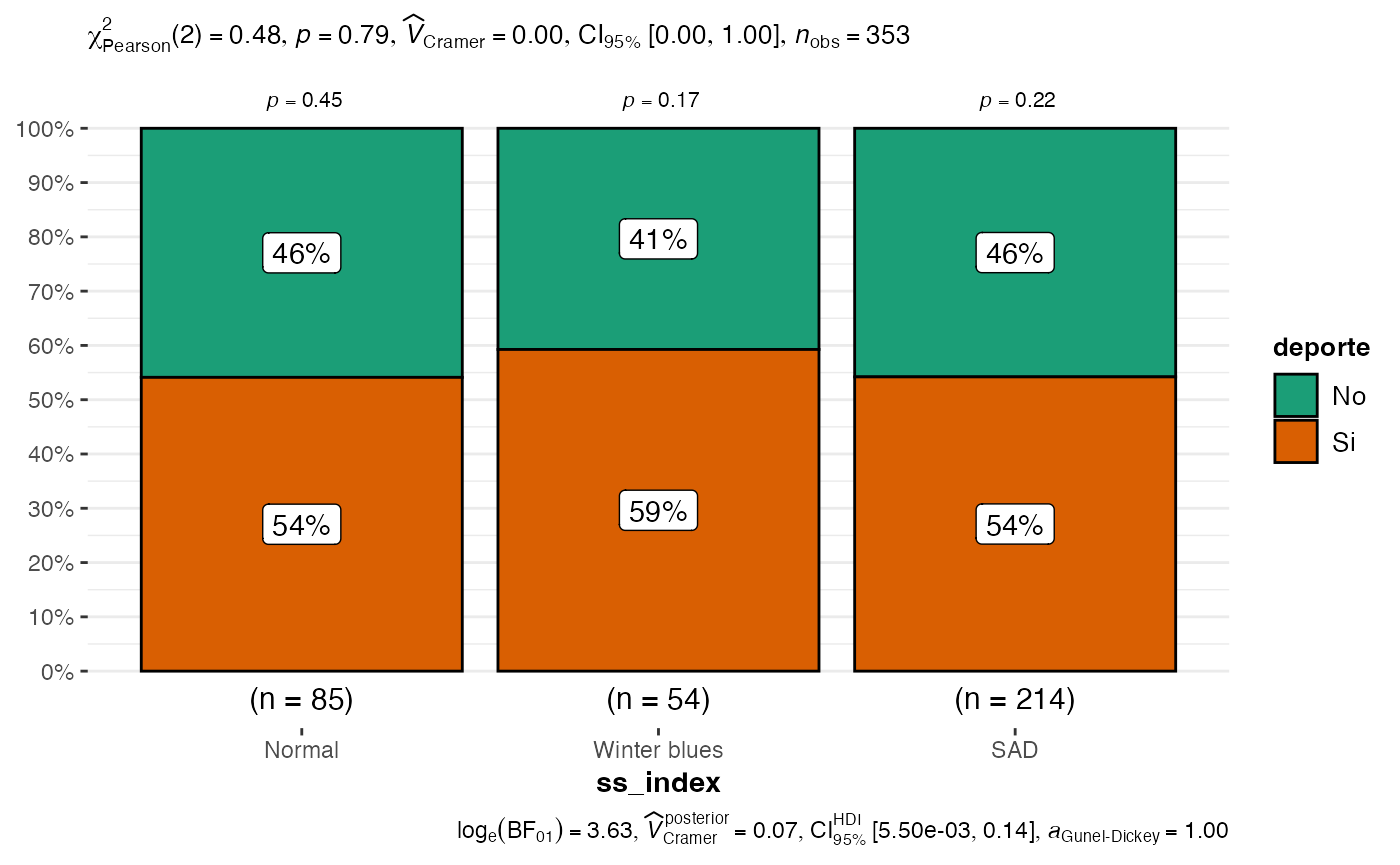 χ²Pearson(2) = 0.48, p = 0.79, V̂Cramer = 0.00, CI95% [0.00, 1.00], nobs = 353
p = 0.45 p = 0.17 p = 0.22
100%
90%
80%
70%
60%
50%
40%
30%
20%
10%
0%
46% 41% 46%
54% 59% 54%
deporte
No
Si
(n = 85) (n = 54) (n = 214)
Normal Winter blues SAD
ss_index
loge(BF01) = 3.63, V̂posteriorCramer = 0.07, CIHDI95% [5.50e-03, 0.14], aGunel-Dickey = 1.00